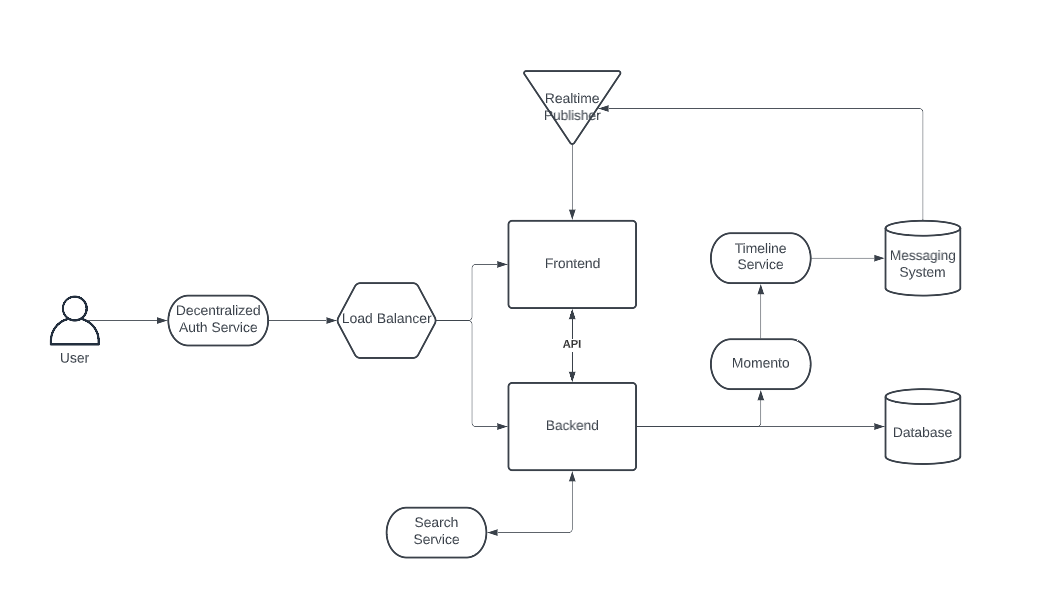 Realtime
Publisher
Frontend
Timeline
Service
Messaging
System
Decentralized
Auth Service
Load Balancer
User
API
Momento
Backend
Database
Search
Service